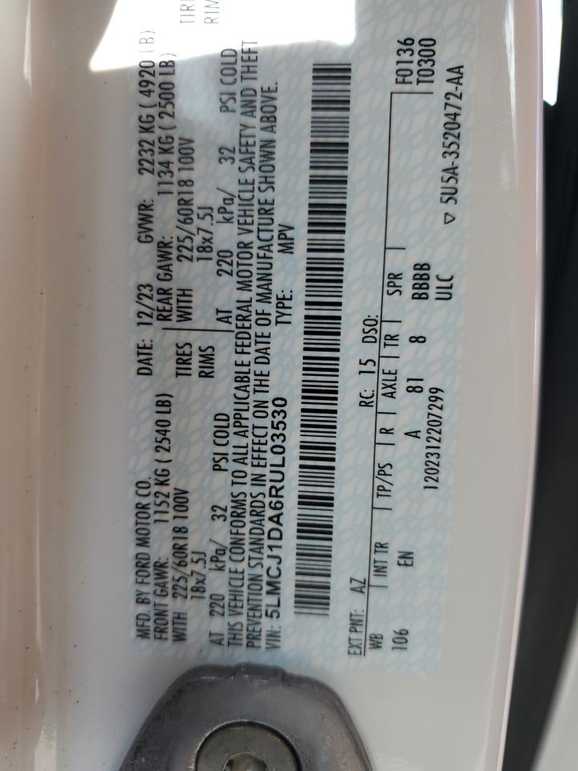 MFD. BY FORD MOTOR CO.
DATE: 12/23 GVWR: 2232 KG ( 4920 LB)
FRONT GAWR: 1152 KG ( 2540 LB) REAR GAWR: 1134 KG ( 2500 LB)
WITH 225/60R18 100V TIRES WITH 225/60R18 100V TIRE
18x7.5J RIMS 18x7.5J RIM
AT 220 kPa/ 32 PSI COLD AT 220 kPa/ 32 PSI COLD
THIS VEHICLE CONFORMS TO ALL APPLICABLE FEDERAL MOTOR VEHICLE SAFETY AND THEFT
PREVENTION STANDARDS IN EFFECT ON THE DATE OF MANUFACTURE SHOWN ABOVE.
VIN: 5LMCJ1DA6RUL03530 TYPE: MPV
F0136
EXT PNT: AZ RC: 15 DSO: T0300
WB INT TR TP/PS R AXLE TR SPR
106 EN A 81 8 BBBB
1202312207299 ULC
▽ 5U5A-3520472-AA